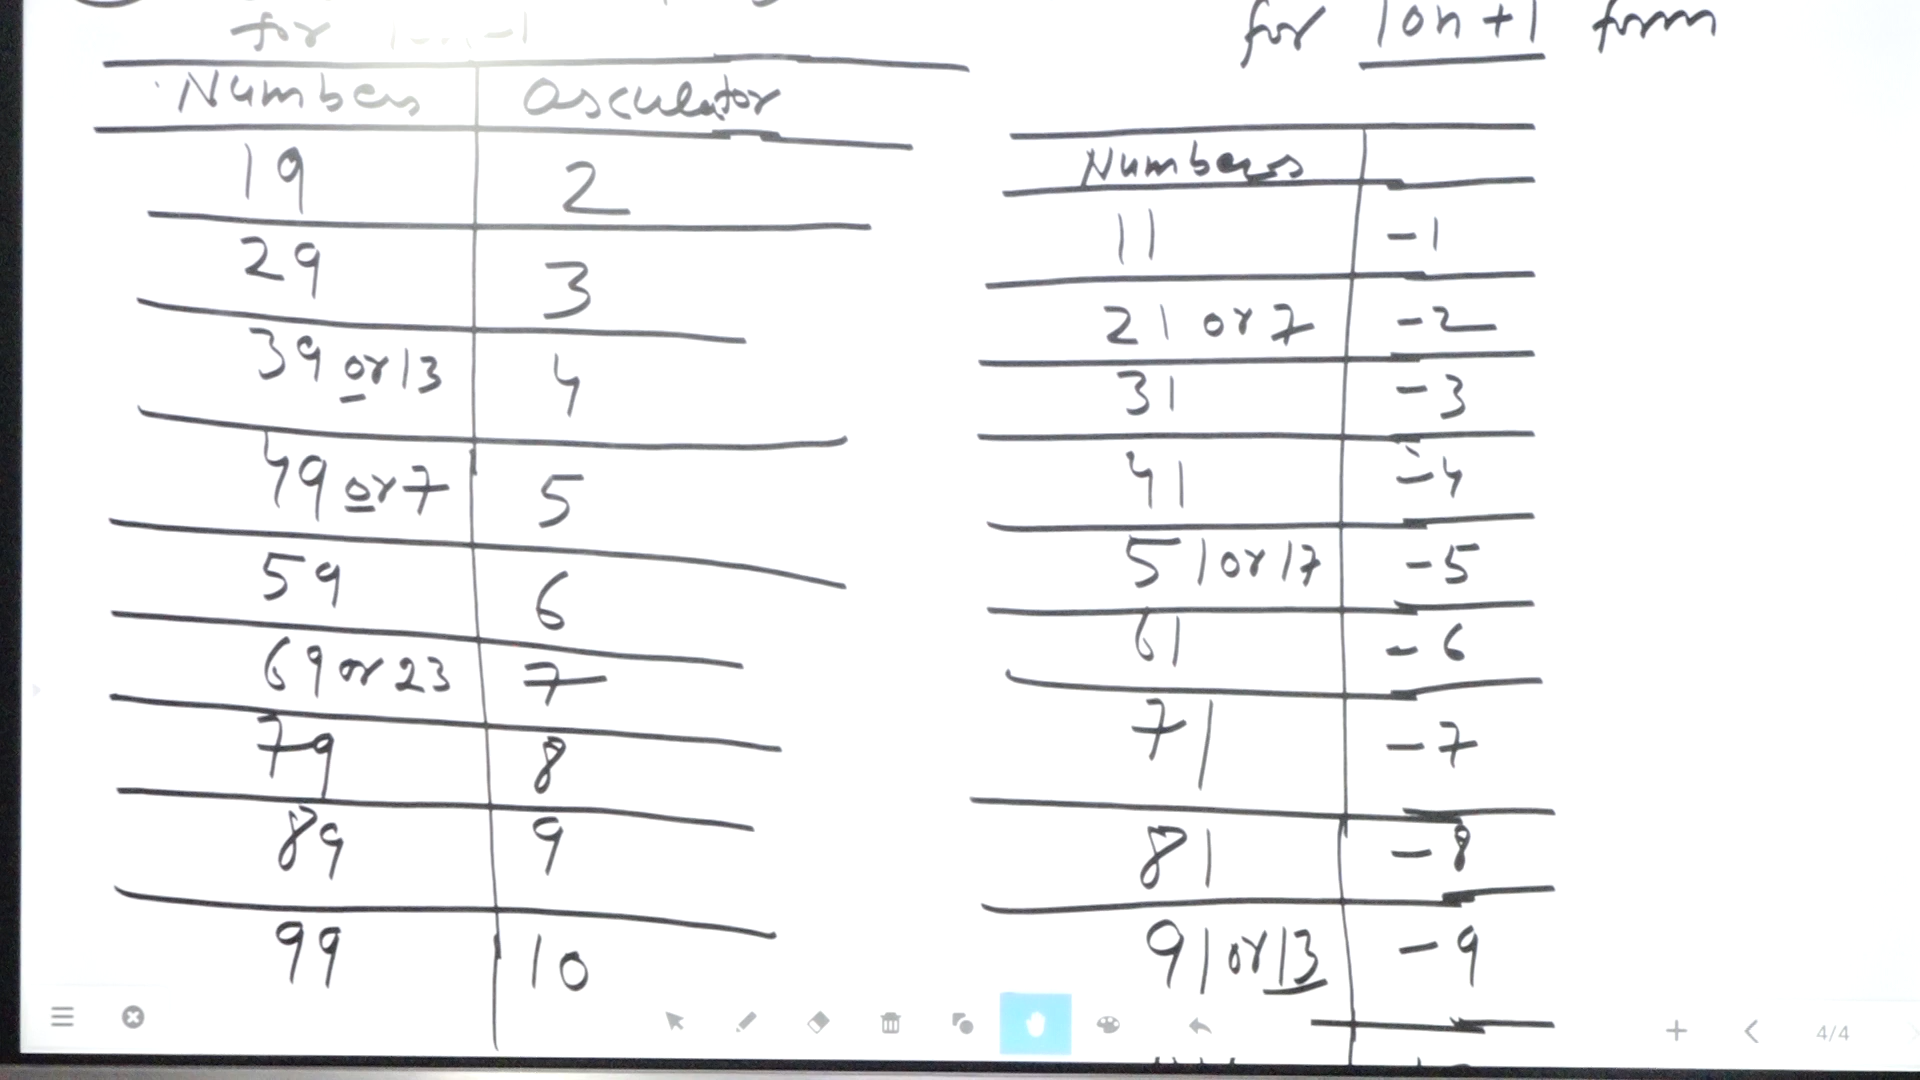 for 10n-1
Numbers Osculator
19 2
29 3
39 or 13 4
49 or 7 5
59 6
69 or 23 7
79 8
89 9
99 10
for 10n+1 form
Numbers
11 -1
21 or 7 -2
31 -3
41 -4
51 or 17 -5
61 -6
71 -7
81 -8
91 or 13 -9
4/4